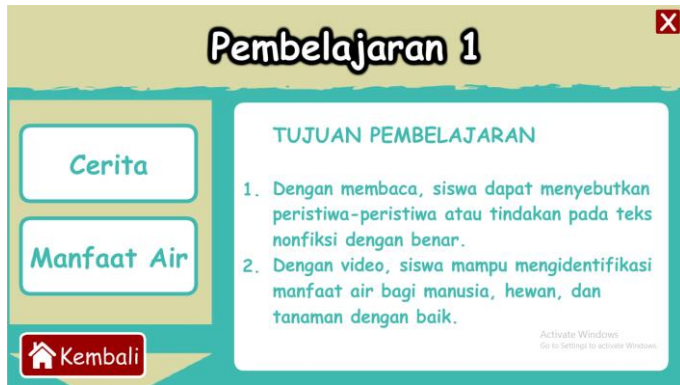 Pembelajaran 1
X
Cerita
Manfaat Air
Kembali
TUJUAN PEMBELAJARAN
1. Dengan membaca, siswa dapat menyebutkan
peristiwa-peristiwa atau tindakan pada teks
nonfiksi dengan benar.
2. Dengan video, siswa mampu mengidentifikasi
manfaat air bagi manusia, hewan, dan
tanaman dengan baik.
Activate Windows
Go to Settings to activate Windows.